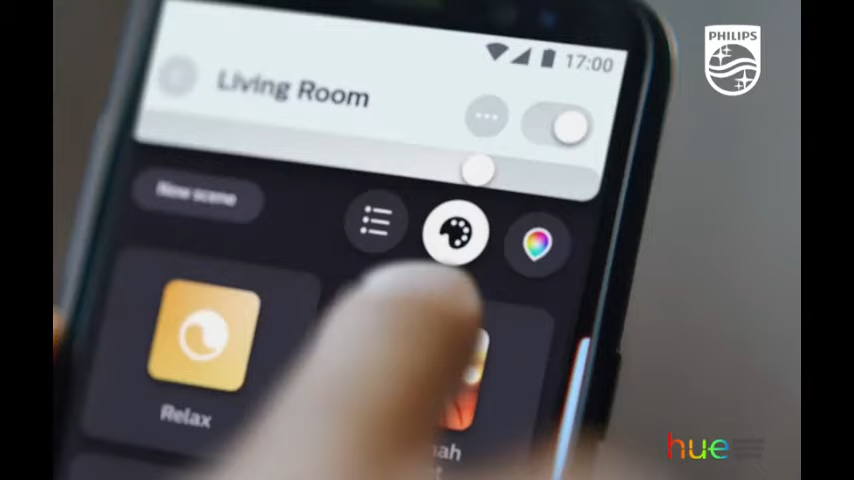 PHILIPS
17:00
Living Room
New scene
Relax
hue